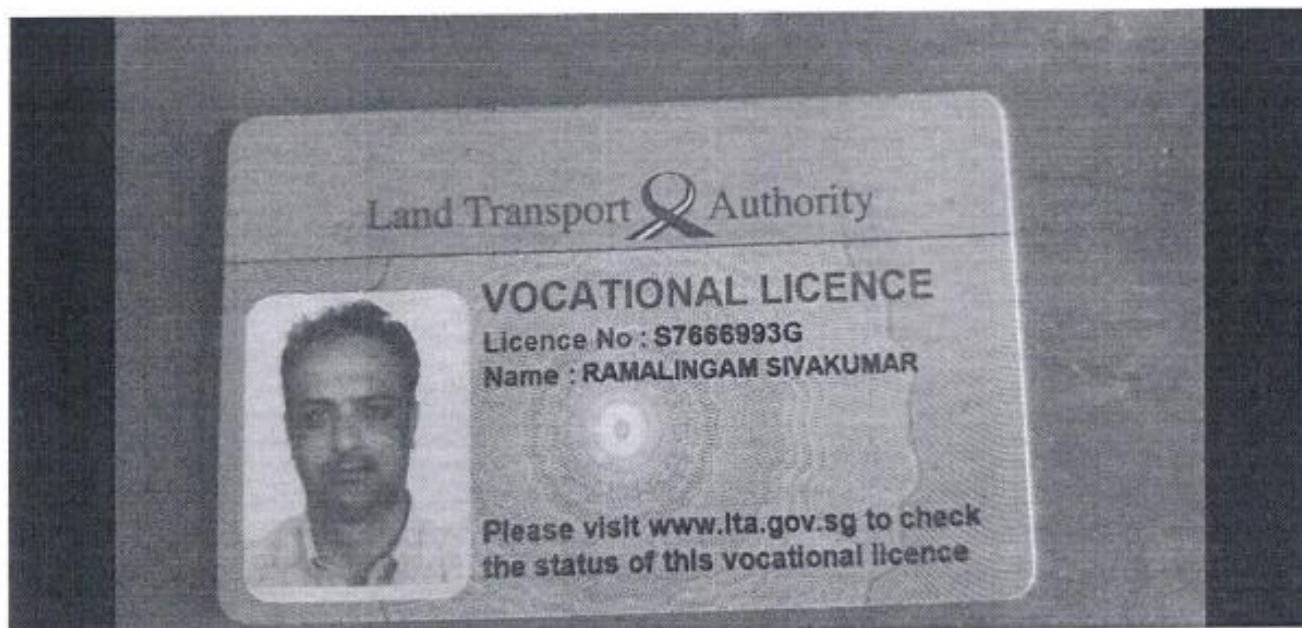 Land Transport Authority
VOCATIONAL LICENCE
Licence No : S7666993G
Name : RAMALINGAM SIVAKUMAR
Please visit www.lta.gov.sg to check
the status of this vocational licence